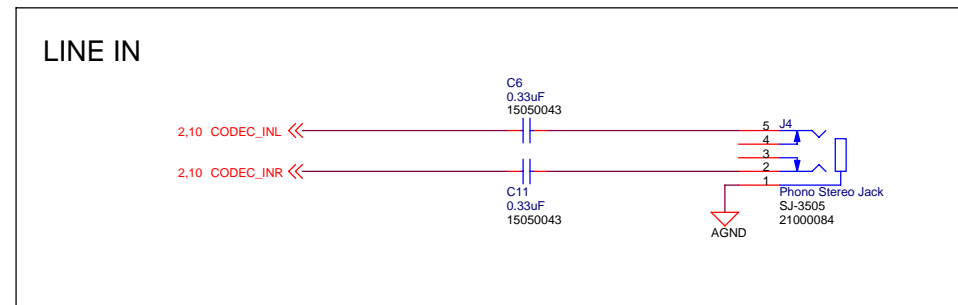 LINE IN
C6
0.33uF
15050043
2,10 CODEC_INL
5 J4
4
3
2,10 CODEC_INR
2
1
C11
0.33uF
15050043
Phono Stereo Jack
SJ-3505
21000084
AGND